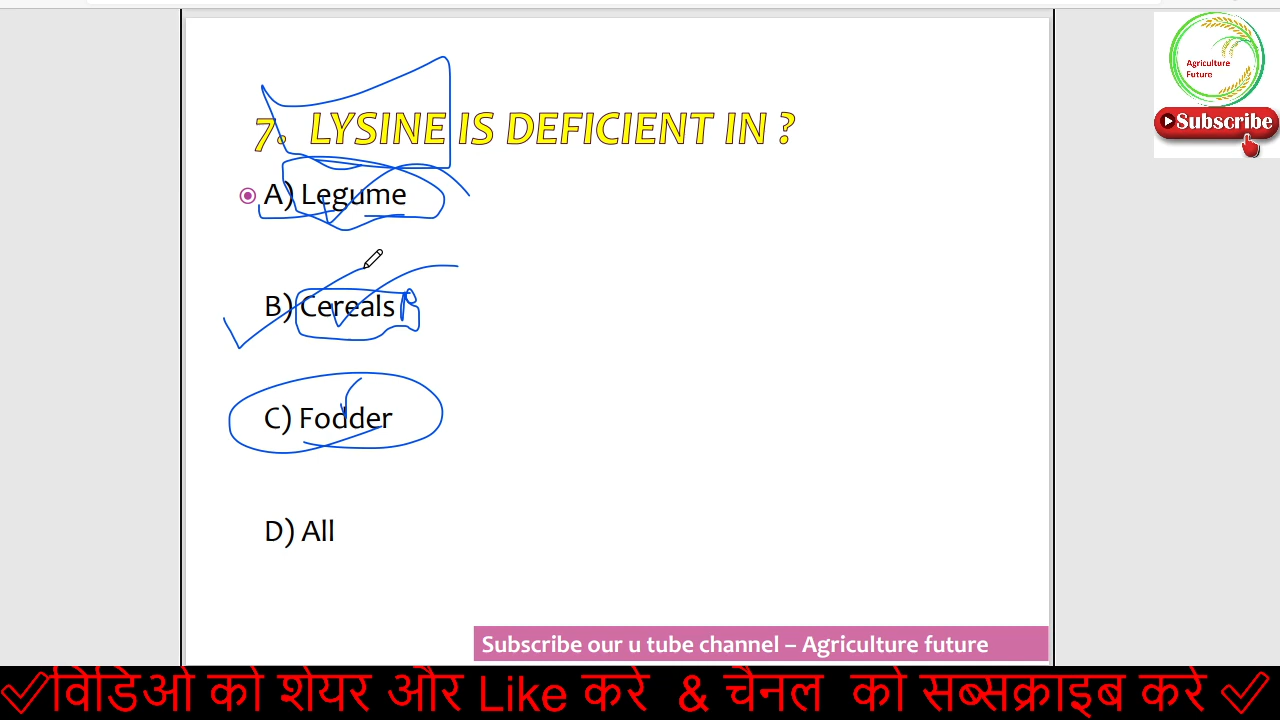 Agriculture
Future
Subscribe
7. LYSINE IS DEFICIENT IN ?
A) Legume
B) Cereals
C) Fodder
D) All
Subscribe our u tube channel – Agriculture future
विडिओ को शेयर और Like करे & चैनल को सब्सक्राइब करे